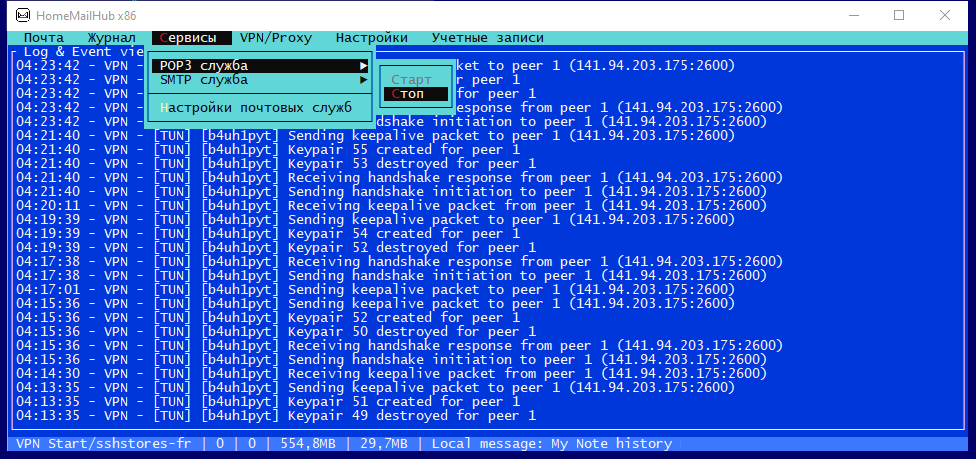 HomeMailHub x86
Почта Журнал Сервисы VPN/Proxy Настройки Учетные записи
Log & Event vie
POP3 служба
SMTP служба
Настройки почтовых служб
Старт
Стоп
04:23:42 - VPN - ket to peer 1 (141.94.203.175:2600)
04:23:42 - VPN - r peer 1
04:23:42 - VPN - for peer 1
04:23:42 - VPN - response from peer 1 (141.94.203.175:2600)
04:23:42 - VPN - dshake initiation to peer 1 (141.94.203.175:2600)
04:21:40 - VPN - [TUN] [b4uh1pyt] Sending keepalive packet to peer 1 (141.94.203.175:2600)
04:21:40 - VPN - [TUN] [b4uh1pyt] Keypair 55 created for peer 1
04:21:40 - VPN - [TUN] [b4uh1pyt] Keypair 53 destroyed for peer 1
04:21:40 - VPN - [TUN] [b4uh1pyt] Receiving handshake response from peer 1 (141.94.203.175:2600)
04:21:40 - VPN - [TUN] [b4uh1pyt] Sending handshake initiation to peer 1 (141.94.203.175:2600)
04:20:11 - VPN - [TUN] [b4uh1pyt] Receiving keepalive packet from peer 1 (141.94.203.175:2600)
04:19:39 - VPN - [TUN] [b4uh1pyt] Sending keepalive packet to peer 1 (141.94.203.175:2600)
04:19:39 - VPN - [TUN] [b4uh1pyt] Keypair 54 created for peer 1
04:19:39 - VPN - [TUN] [b4uh1pyt] Keypair 52 destroyed for peer 1
04:17:38 - VPN - [TUN] [b4uh1pyt] Receiving handshake response from peer 1 (141.94.203.175:2600)
04:17:38 - VPN - [TUN] [b4uh1pyt] Sending handshake initiation to peer 1 (141.94.203.175:2600)
04:17:01 - VPN - [TUN] [b4uh1pyt] Sending keepalive packet to peer 1 (141.94.203.175:2600)
04:15:36 - VPN - [TUN] [b4uh1pyt] Sending keepalive packet to peer 1 (141.94.203.175:2600)
04:15:36 - VPN - [TUN] [b4uh1pyt] Keypair 52 created for peer 1
04:15:36 - VPN - [TUN] [b4uh1pyt] Keypair 50 destroyed for peer 1
04:15:36 - VPN - [TUN] [b4uh1pyt] Receiving handshake response from peer 1 (141.94.203.175:2600)
04:15:36 - VPN - [TUN] [b4uh1pyt] Sending handshake initiation to peer 1 (141.94.203.175:2600)
04:14:30 - VPN - [TUN] [b4uh1pyt] Receiving keepalive packet from peer 1 (141.94.203.175:2600)
04:13:35 - VPN - [TUN] [b4uh1pyt] Sending keepalive packet to peer 1 (141.94.203.175:2600)
04:13:35 - VPN - [TUN] [b4uh1pyt] Keypair 51 created for peer 1
04:13:35 - VPN - [TUN] [b4uh1pyt] Keypair 49 destroyed for peer 1
VPN Start/sshstores-fr | 0 | 0 | 554,8MB | 29,7MB | Local message: My Note history